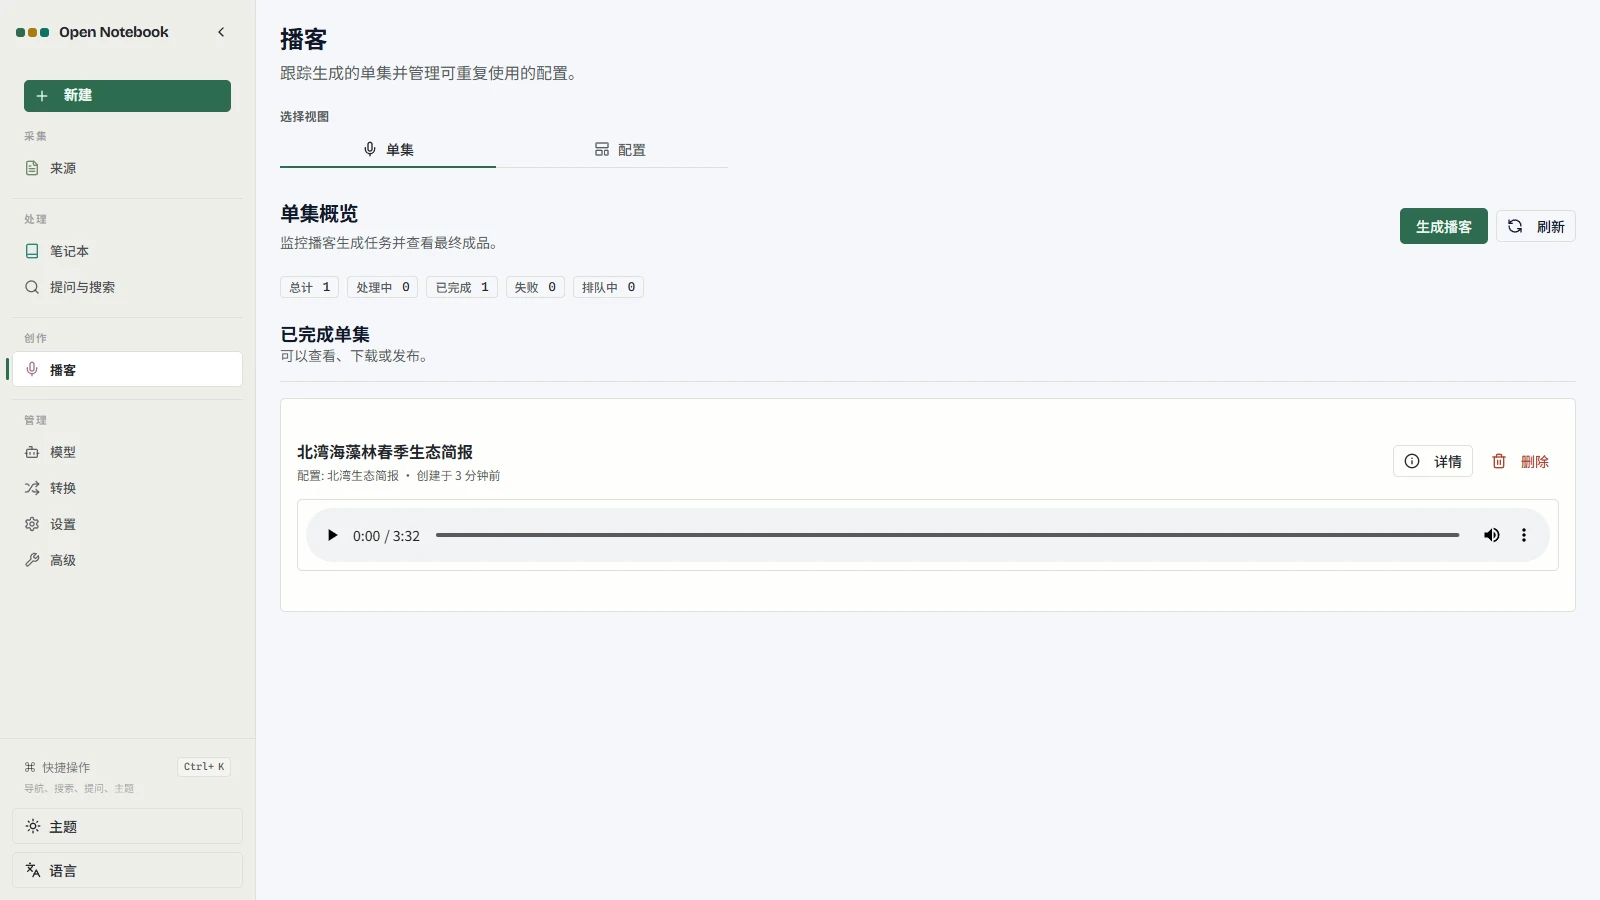 Open Notebook
新建
采集
来源
处理
笔记本
提问与搜索
创作
播客
管理
模型
转换
设置
高级
快捷操作 Ctrl+ K
导航、搜索、提问、主题
主题
语言
播客
跟踪生成的单集并管理可重复使用的配置。
选择视图
单集 配置
单集概览
监控播客生成任务并查看最终成品。
生成播客 刷新
总计 1 处理中 0 已完成 1 失败 0 排队中 0
已完成单集
可以查看、下载或发布。
北湾海藻林春季生态简报
配置: 北湾生态简报 • 创建于 3 分钟前
详情 删除
0:00 / 3:32